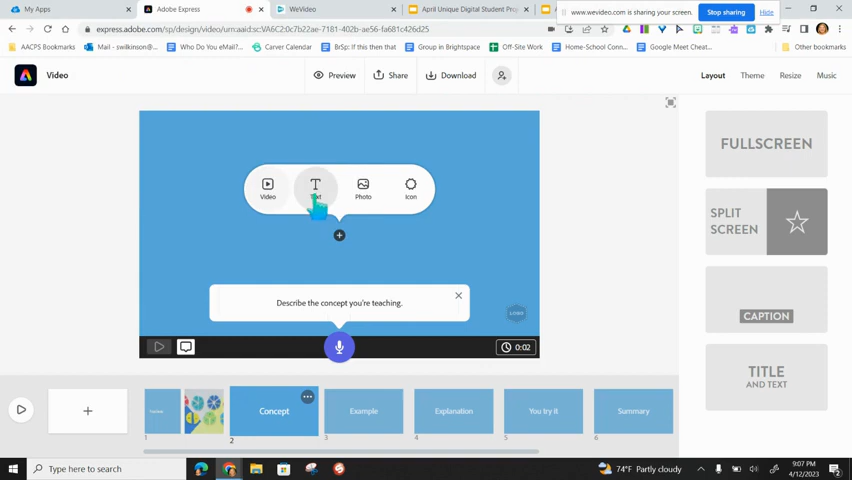 My Apps
Adobe Express
WeVideo
April Unique Digital Student Pro
www.wevideo.com is sharing your screen.
Stop sharing
Hide
express.adobe.com/sp/design/video/urn:aaid:sc:VA6C2:0c7b22ae-7181-402b-ae56-fa681c426d25
AACPS Bookmarks
Mail - swilkinson@...
Who Do You eMail?...
Carver Calendar
BrSp: If this then that
Group in Brightspace
Off-Site Work
Home-School Conn...
Google Meet Cheat...
Other bookmarks
Video
Preview
Share
Download
Layout
Theme
Resize
Music
Video
Text
Photo
Icon
Describe the concept you're teaching.
LOGO
0:02
FULLSCREEN
SPLIT
SCREEN
CAPTION
TITLE
AND TEXT
Concept
Example
Explanation
You try it
Summary
1
2
3
4
5
6
Type here to search
74°F Partly cloudy
9:07 PM
4/12/2023
2